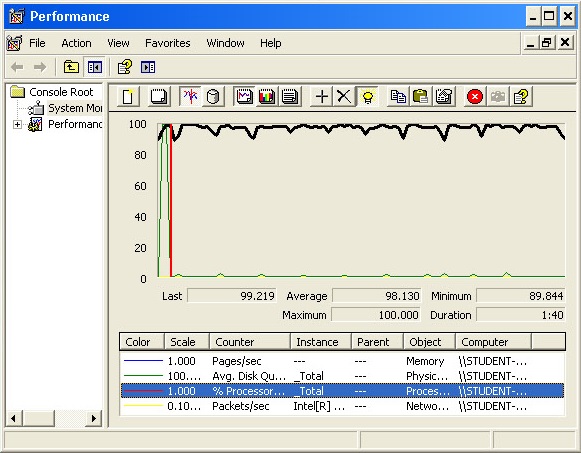 Performance
File Action View Favorites Window Help
Console Root
System Mor
Performanc
100
80
60
40
20
0
Last 99.219 Average 98.130 Minimum 89.844
Maximum 100.000 Duration 1:40
Color Scale Counter Instance Parent Object Computer
1.000 Pages/sec --- --- Memory \\STUDENT-...
100.... Avg. Disk Qu... _Total --- Physic... \\STUDENT-...
1.000 % Processor... _Total --- Proces... \\STUDENT-...
0.10... Packets/sec Intel[R] ... --- Netwo... \\STUDENT-...